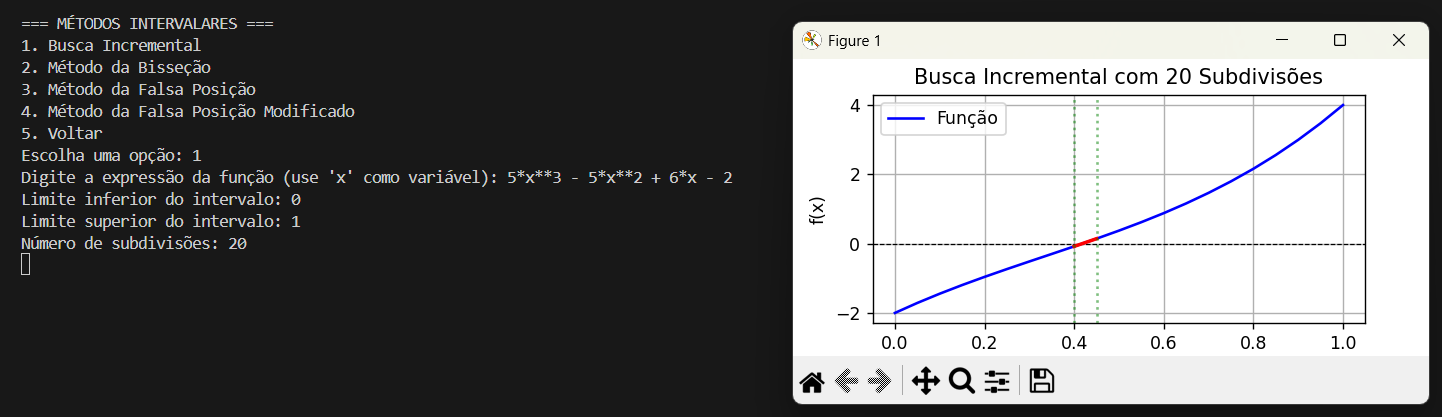 === MÉTODOS INTERVALARES ===
1. Busca Incremental
2. Método da Bisseção
3. Método da Falsa Posição
4. Método da Falsa Posição Modificado
5. Voltar
Escolha uma opção: 1
Digite a expressão da função (use 'x' como variável): 5*x**3 - 5*x**2 + 6*x - 2
Limite inferior do intervalo: 0
Limite superior do intervalo: 1
Número de subdivisões: 20
Figure 1
Busca Incremental com 20 Subdivisões
Função
f(x)
4
2
0
−2
0.0 0.2 0.4 0.6 0.8 1.0